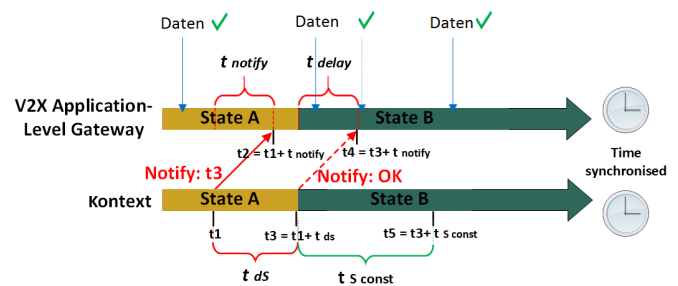 Daten
Daten
Daten
t notify
t delay
V2X Application-
Level Gateway
State A
State B
t2 = t1+ t notify
t4 = t3+ t notify
Notify: t3
Notify: OK
Time
synchronised
Kontext
State A
State B
t1
t3 = t1+ t ds
t5 = t3+ t S const
t dS
t S const